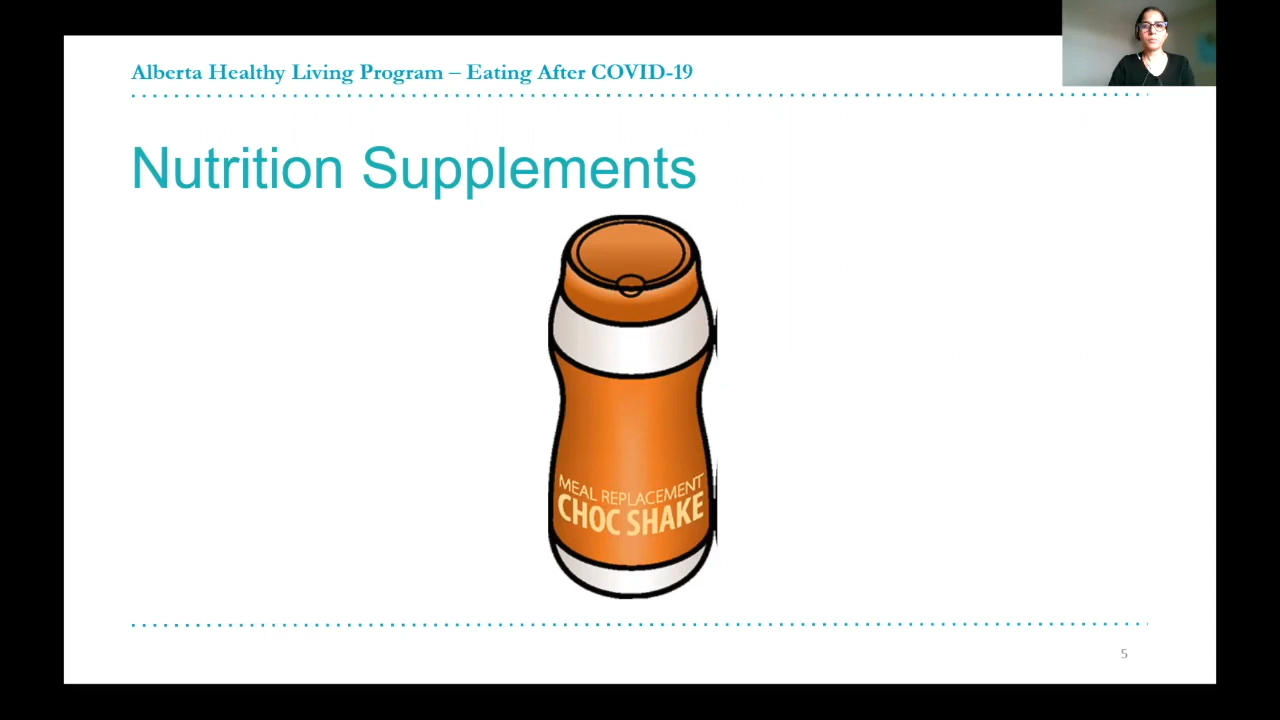 Alberta Healthy Living Program – Eating After COVID-19
Nutrition Supplements
MEAL REPLACEMENT
CHOC SHAKE
5